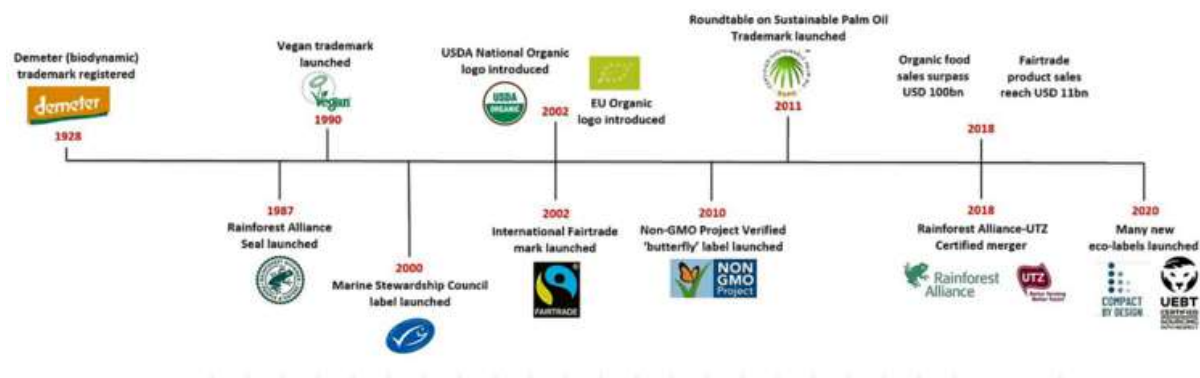 Demeter (biodynamic)
trademark registered
demeter
1928
1987
Rainforest Alliance
Seal launched
Vegan trademark
launched
Vegan
1990
2000
Marine Stewardship Council
label launched
USDA National Organic
logo introduced
USDA
ORGANIC
2002
EU Organic
logo introduced
2002
International Fairtrade
mark launched
FAIRTRADE
2010
Non-GMO Project Verified
'butterfly' label launched
NON
GMO
Project
Roundtable on Sustainable Palm Oil
Trademark launched
RSPO
2011
Organic food
sales surpass
USD 100bn
Fairtrade
product sales
reach USD 11bn
2018
2018
Rainforest Alliance-UTZ
Certified merger
Rainforest
Alliance
UTZ
2020
Many new
eco-labels launched
COMPACT
BY DESIGN
UEBT
CERTIFIED